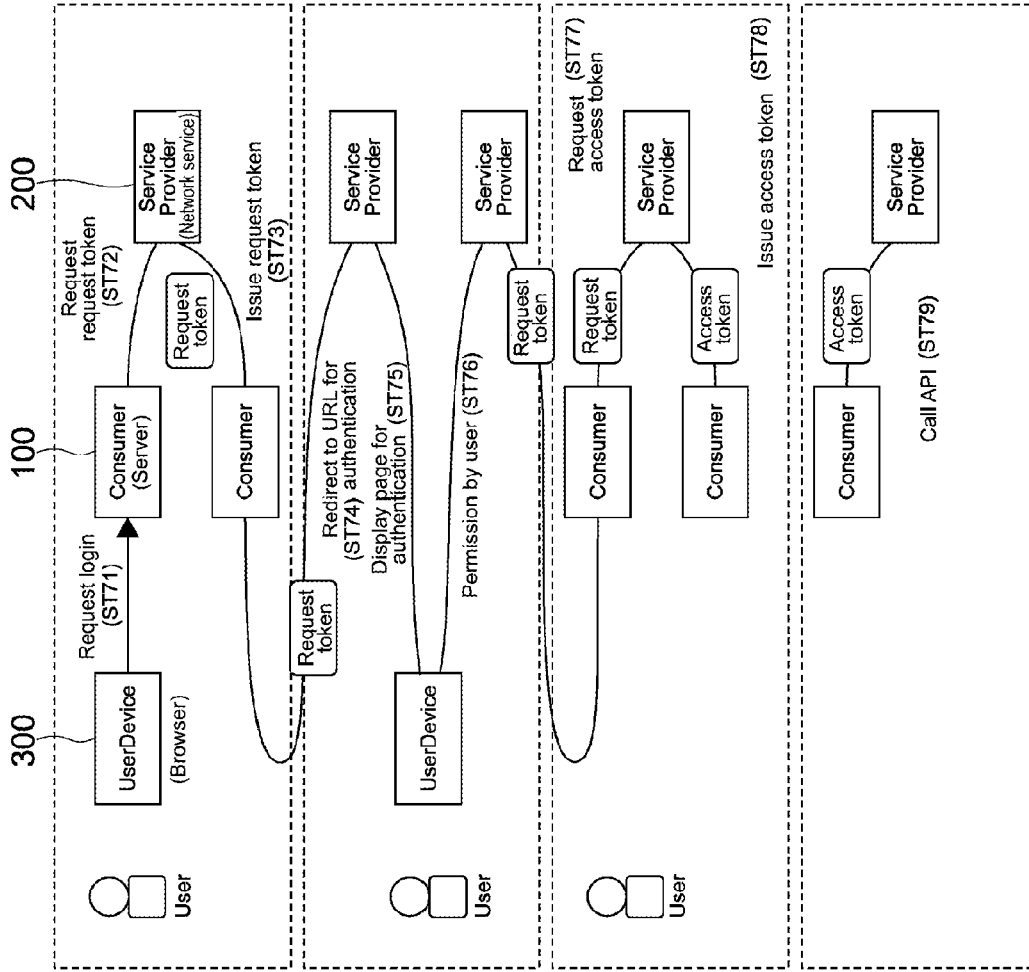 300
100
200
User
UserDevice
(Browser)
Request login
(ST71)
Consumer
(Server)
Request
request token
(ST72)
Service
Provider
(Network service)
Request
token
Issue request token
(ST73)
Consumer
Request
token
User
UserDevice
Redirect to URL for
(ST74) authentication
Display page for
authentication (ST75)
Service
Provider
Permission by user (ST76)
Service
Provider
Request
token
User
Consumer
Request
token
Request (ST77)
access token
Service
Provider
Consumer
Access
token
Issue access token (ST78)
Consumer
Access
token
Service
Provider
Call API (ST79)